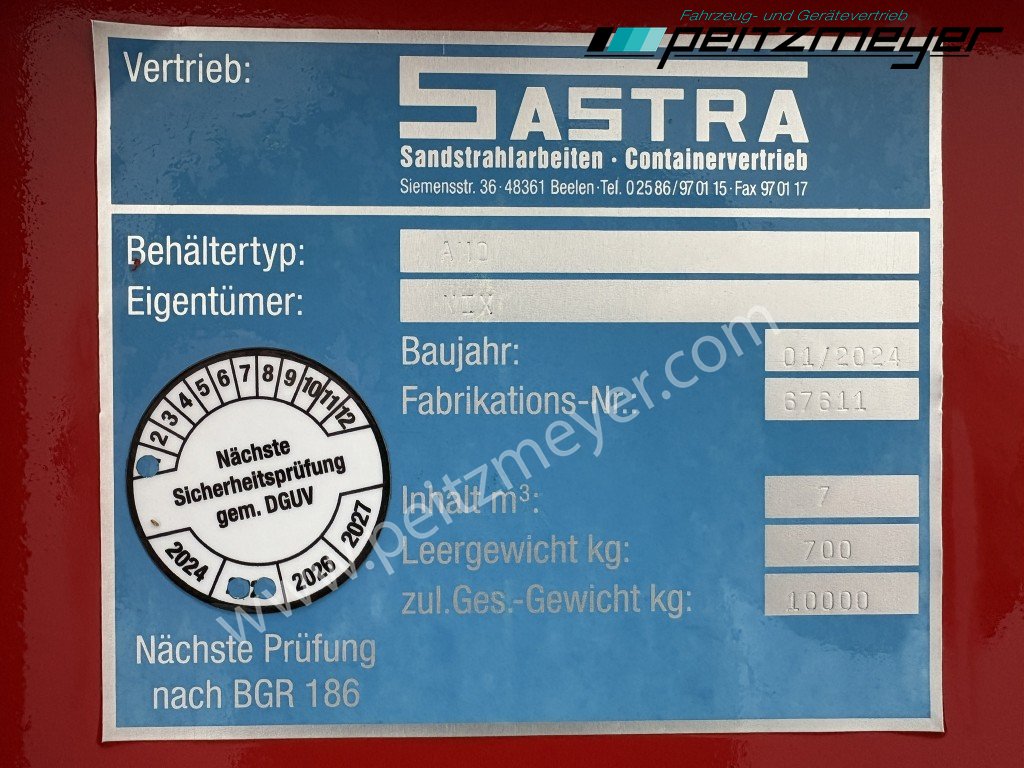 Fahrzeug- und Gerätevertrieb
peitzmeyer
Vertrieb:
SASTRA
Sandstrahlarbeiten · Containervertrieb
Siemensstr. 36 · 48361 Beelen · Tel. 0 25 86 / 97 01 15 · Fax 97 01 17
Behältertyp:
Eigentümer:
Baujahr: 01/2024
Fabrikations-Nr.: 67611
Inhalt m³: 7
Leergewicht kg: 700
zul.Ges.-Gewicht kg: 10000
2 3 4 5 6 7 8 9 10 11 12
Nächste
Sicherheitsprüfung
gem. DGUV
2024 2026 2027
Nächste Prüfung
nach BGR 186
www.peitzmeyer.com